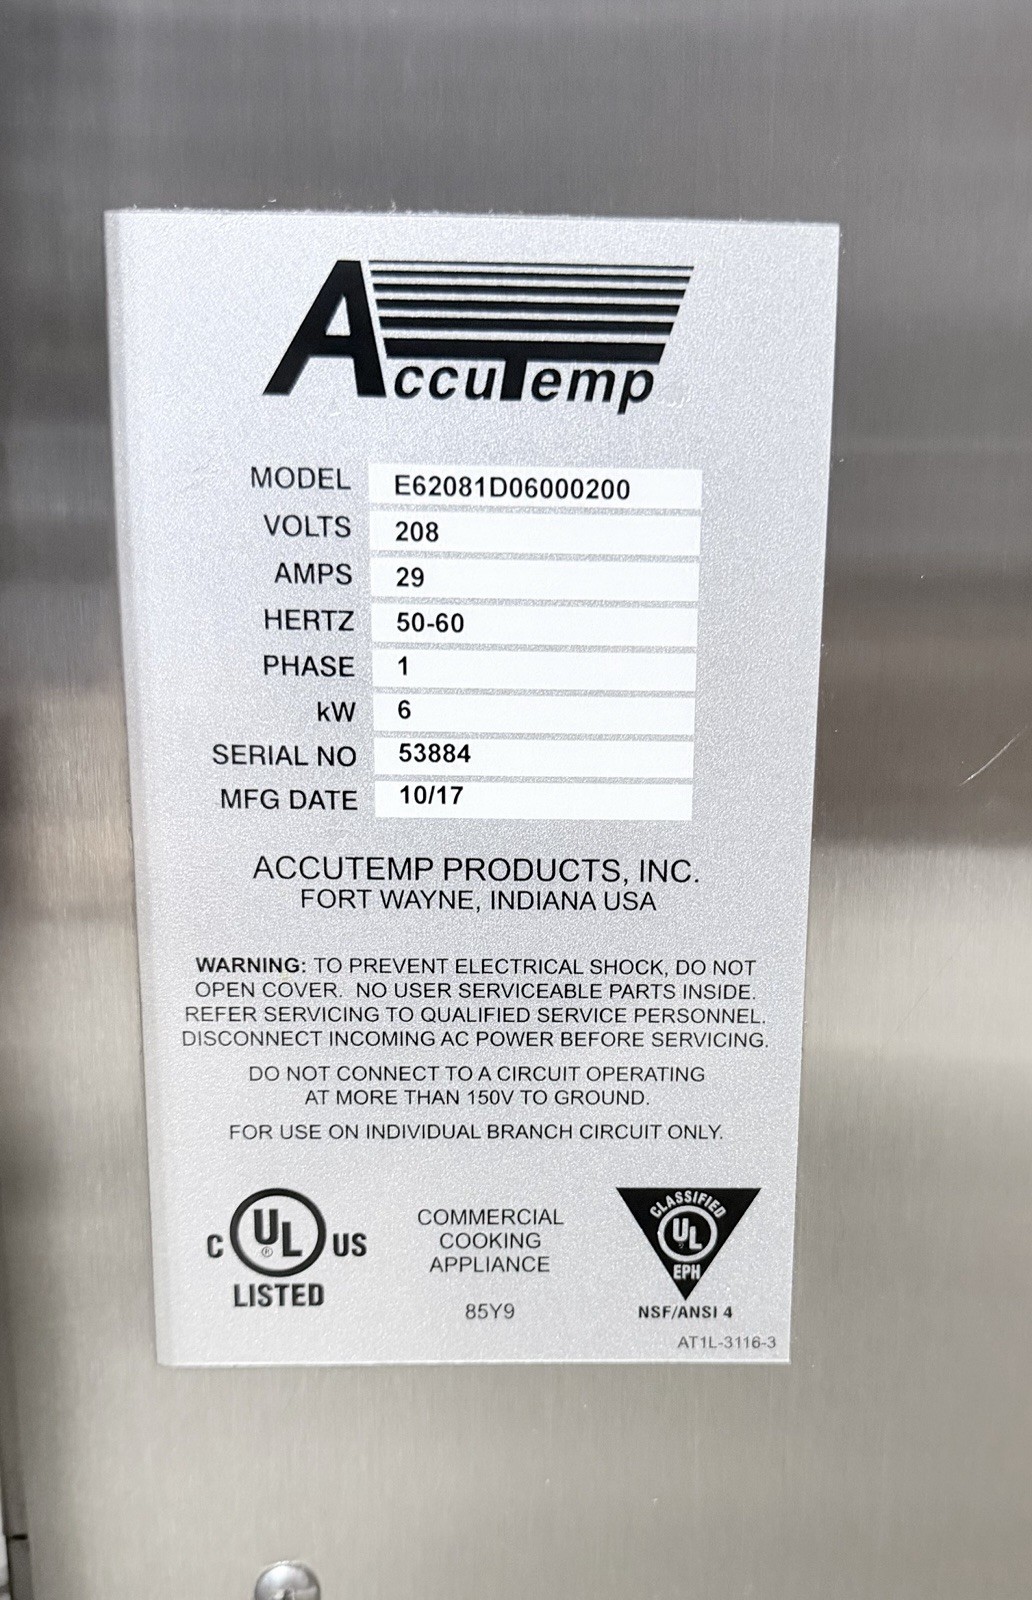 AccuTemp
MODEL E62081D06000200
VOLTS 208
AMPS 29
HERTZ 50-60
PHASE 1
kW 6
SERIAL NO 53884
MFG DATE 10/17
ACCUTEMP PRODUCTS, INC.
FORT WAYNE, INDIANA USA
WARNING: TO PREVENT ELECTRICAL SHOCK, DO NOT
OPEN COVER. NO USER SERVICEABLE PARTS INSIDE.
REFER SERVICING TO QUALIFIED SERVICE PERSONNEL.
DISCONNECT INCOMING AC POWER BEFORE SERVICING.
DO NOT CONNECT TO A CIRCUIT OPERATING
AT MORE THAN 150V TO GROUND.
FOR USE ON INDIVIDUAL BRANCH CIRCUIT ONLY.
C UL ® US
LISTED
COMMERCIAL
COOKING
APPLIANCE
85Y9
CLASSIFIED
UL
EPH
NSF/ANSI 4
AT1L-3116-3